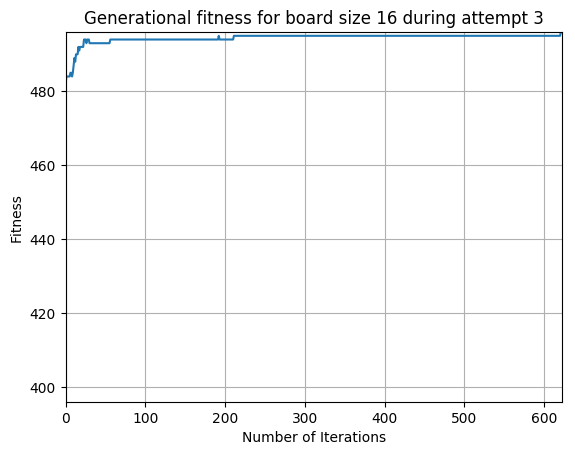 Generational fitness for board size 16 during attempt 3
Fitness
480
460
440
420
400
0 100 200 300 400 500 600
Number of Iterations